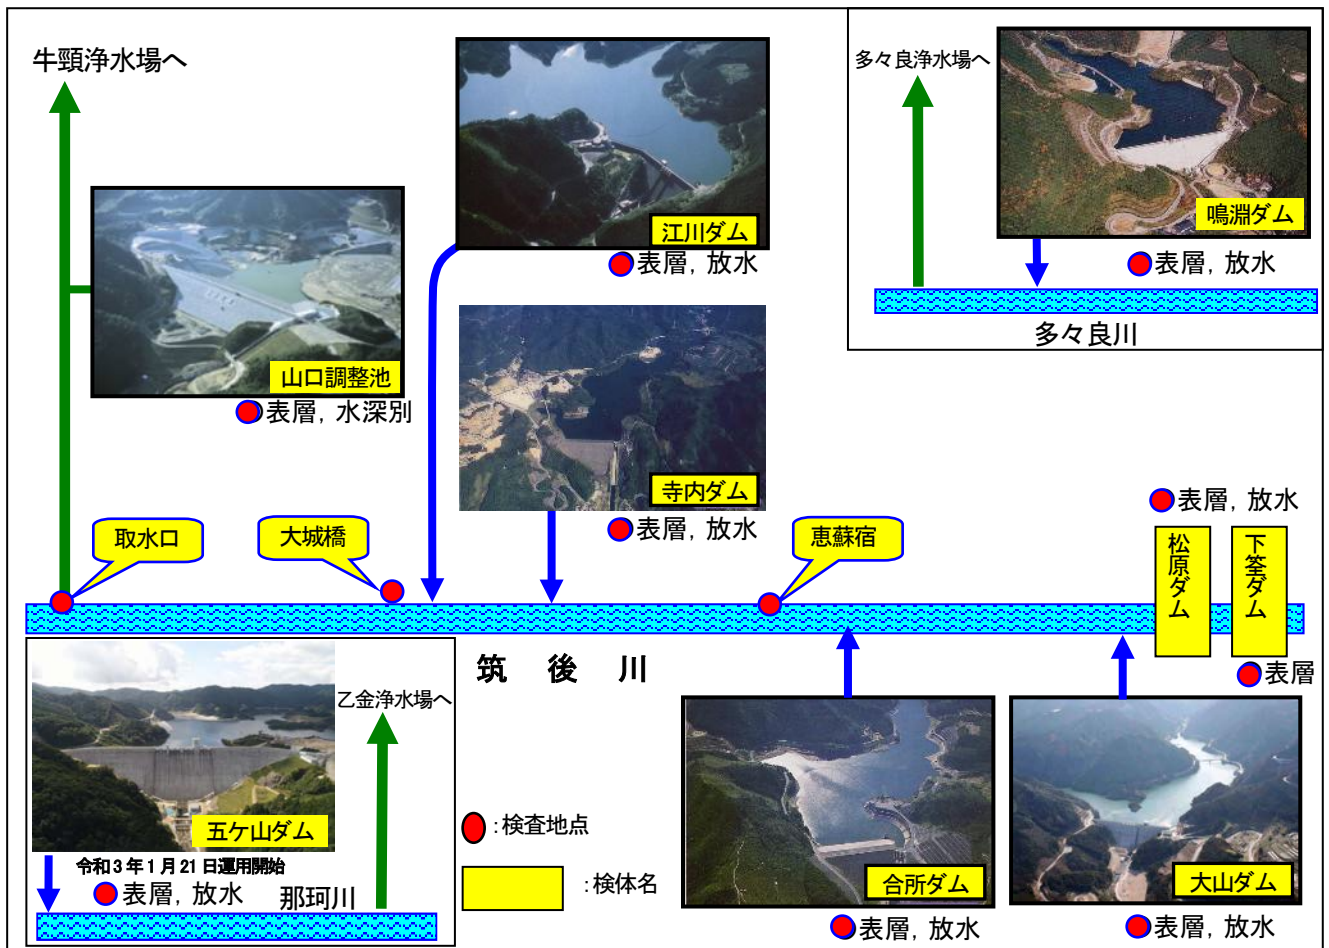 牛頸浄水場へ
江川ダム
表層，放水
多々良浄水場へ
鳴淵ダム
表層，放水
多々良川
山口調整池
表層，水深別
寺内ダム
表層，放水
取水口
大城橋
恵蘇宿
表層，放水
松原ダム
下筌ダム
表層
筑後川
乙金浄水場へ
五ケ山ダム
令和3年1月21日運用開始
表層，放水
那珂川
：検査地点
：検体名
合所ダム
表層，放水
大山ダム
表層，放水